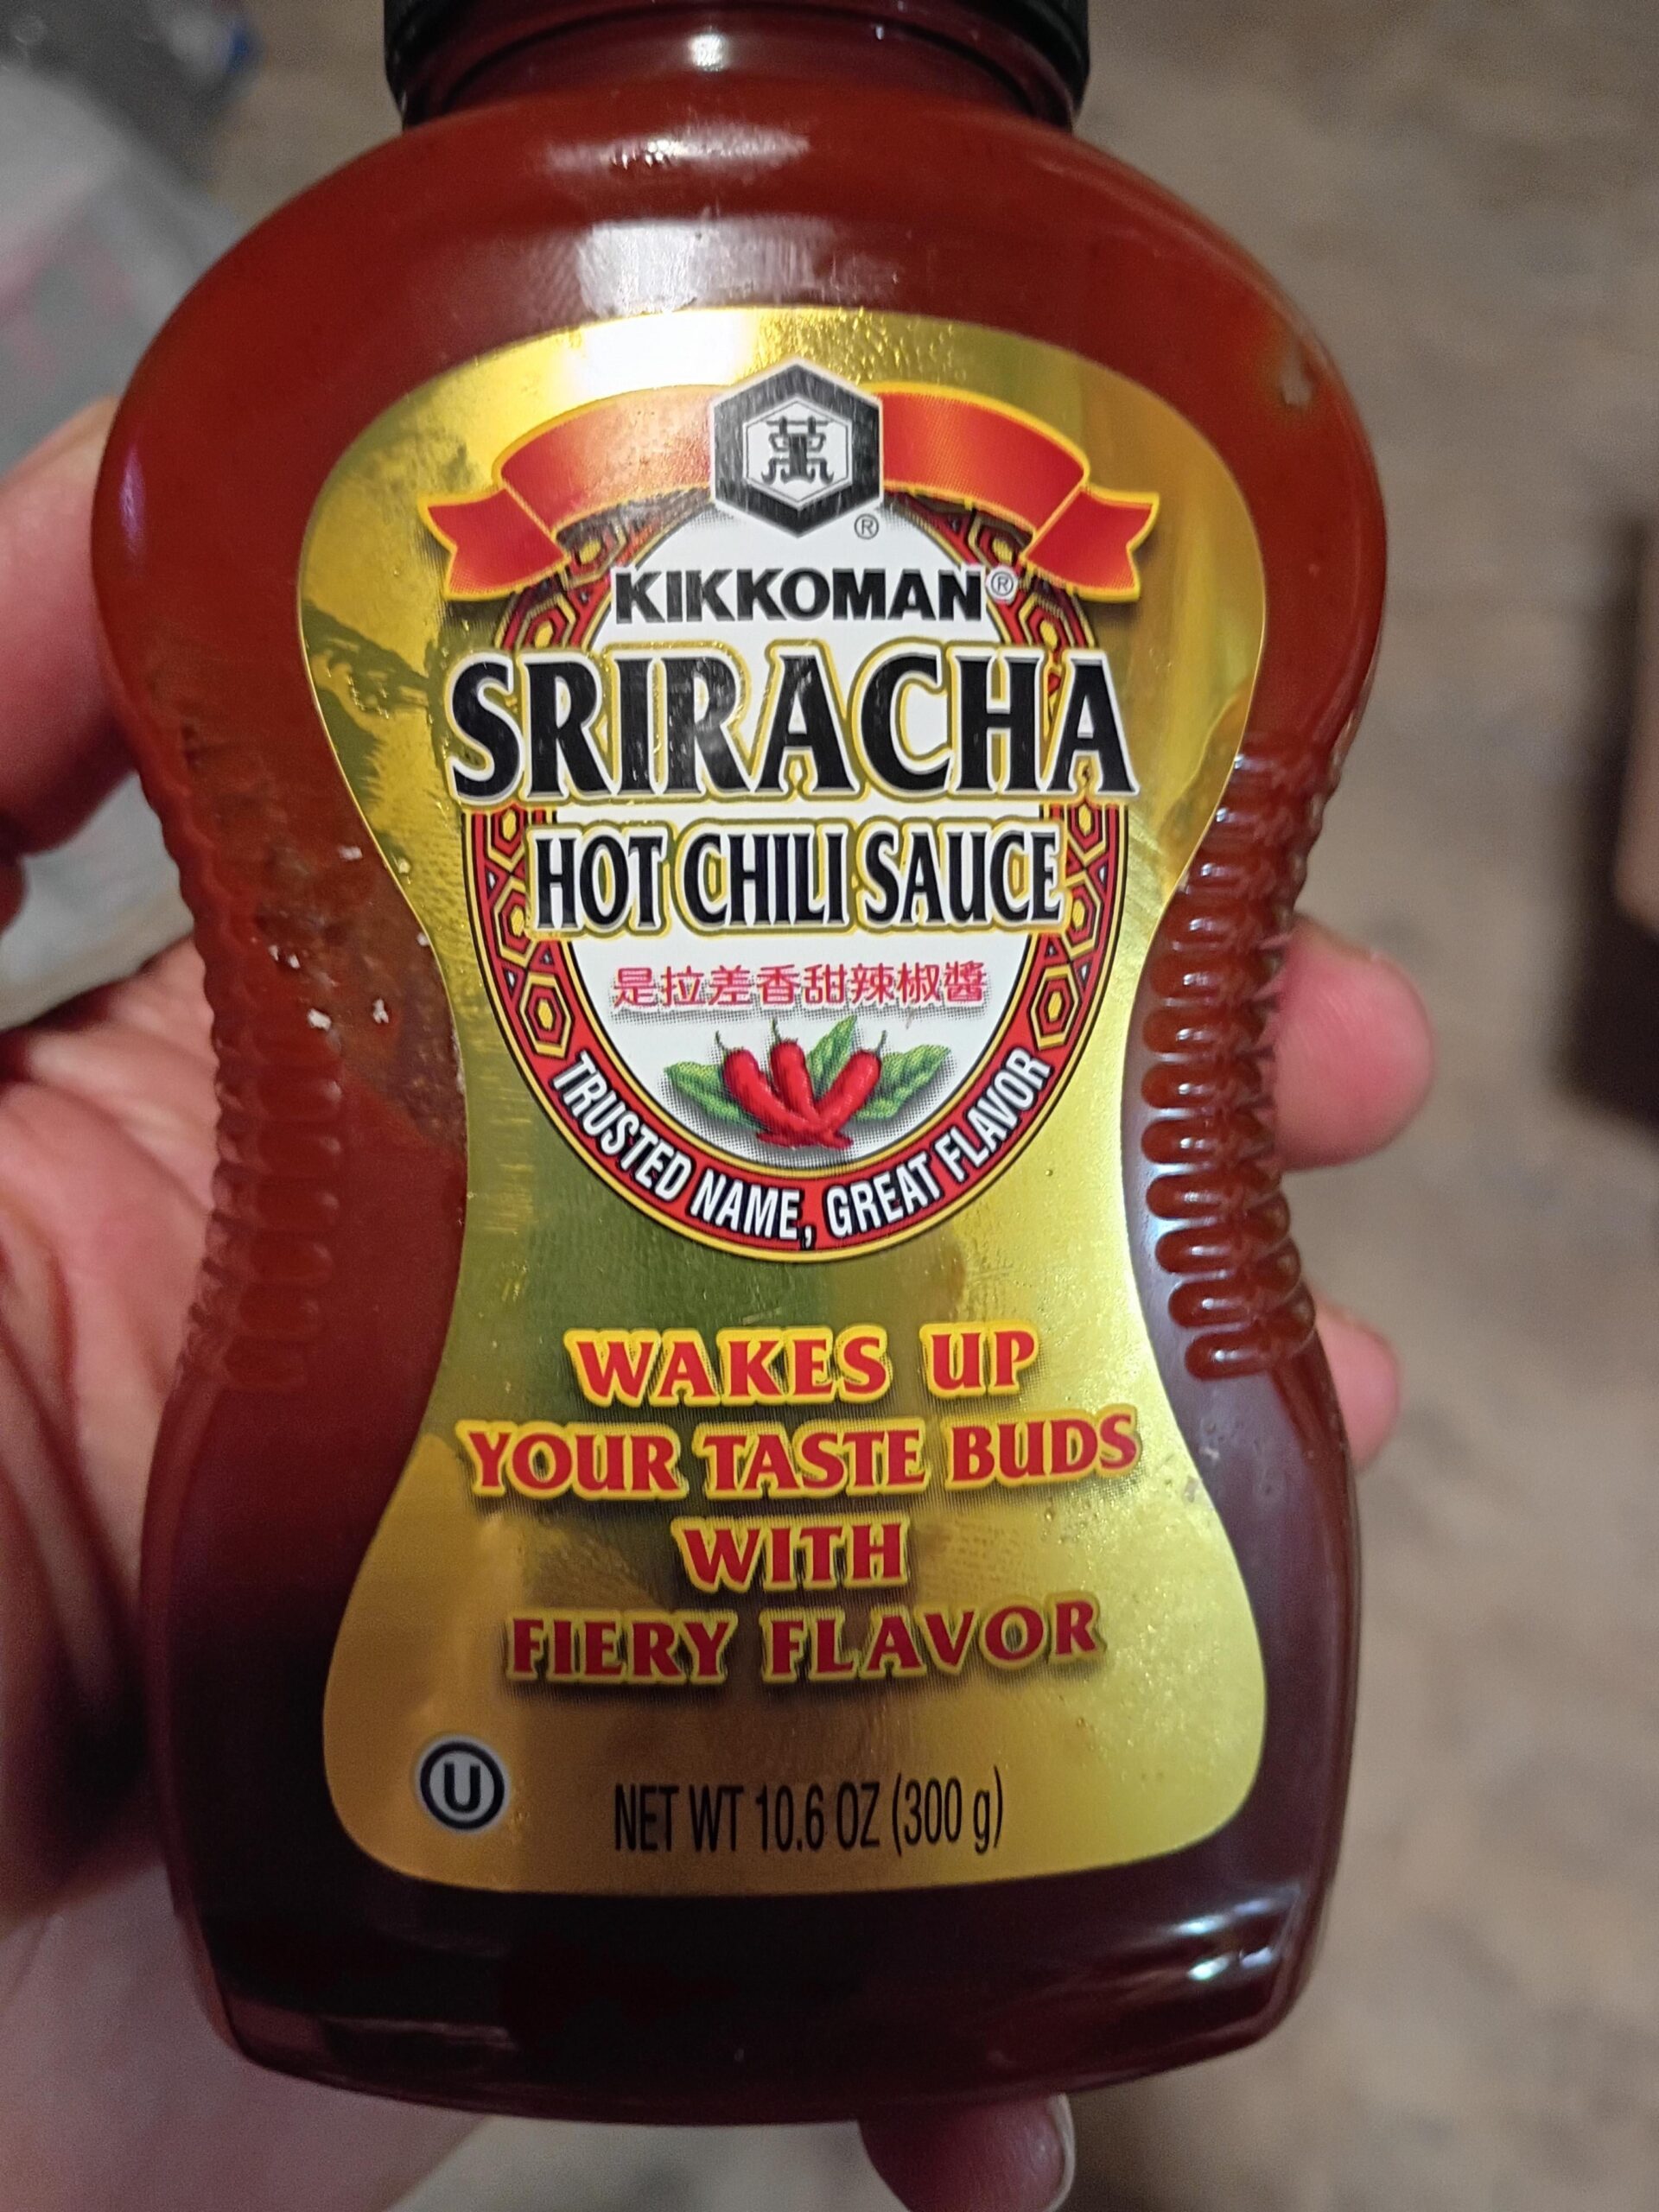 萬
®
KIKKOMAN®
SRIRACHA
HOT CHILI SAUCE
是拉差香甜辣椒醬
TRUSTED NAME, GREAT FLAVOR
WAKES UP
YOUR TASTE BUDS
WITH
FIERY FLAVOR
U
NET WT 10.6 OZ (300 g)